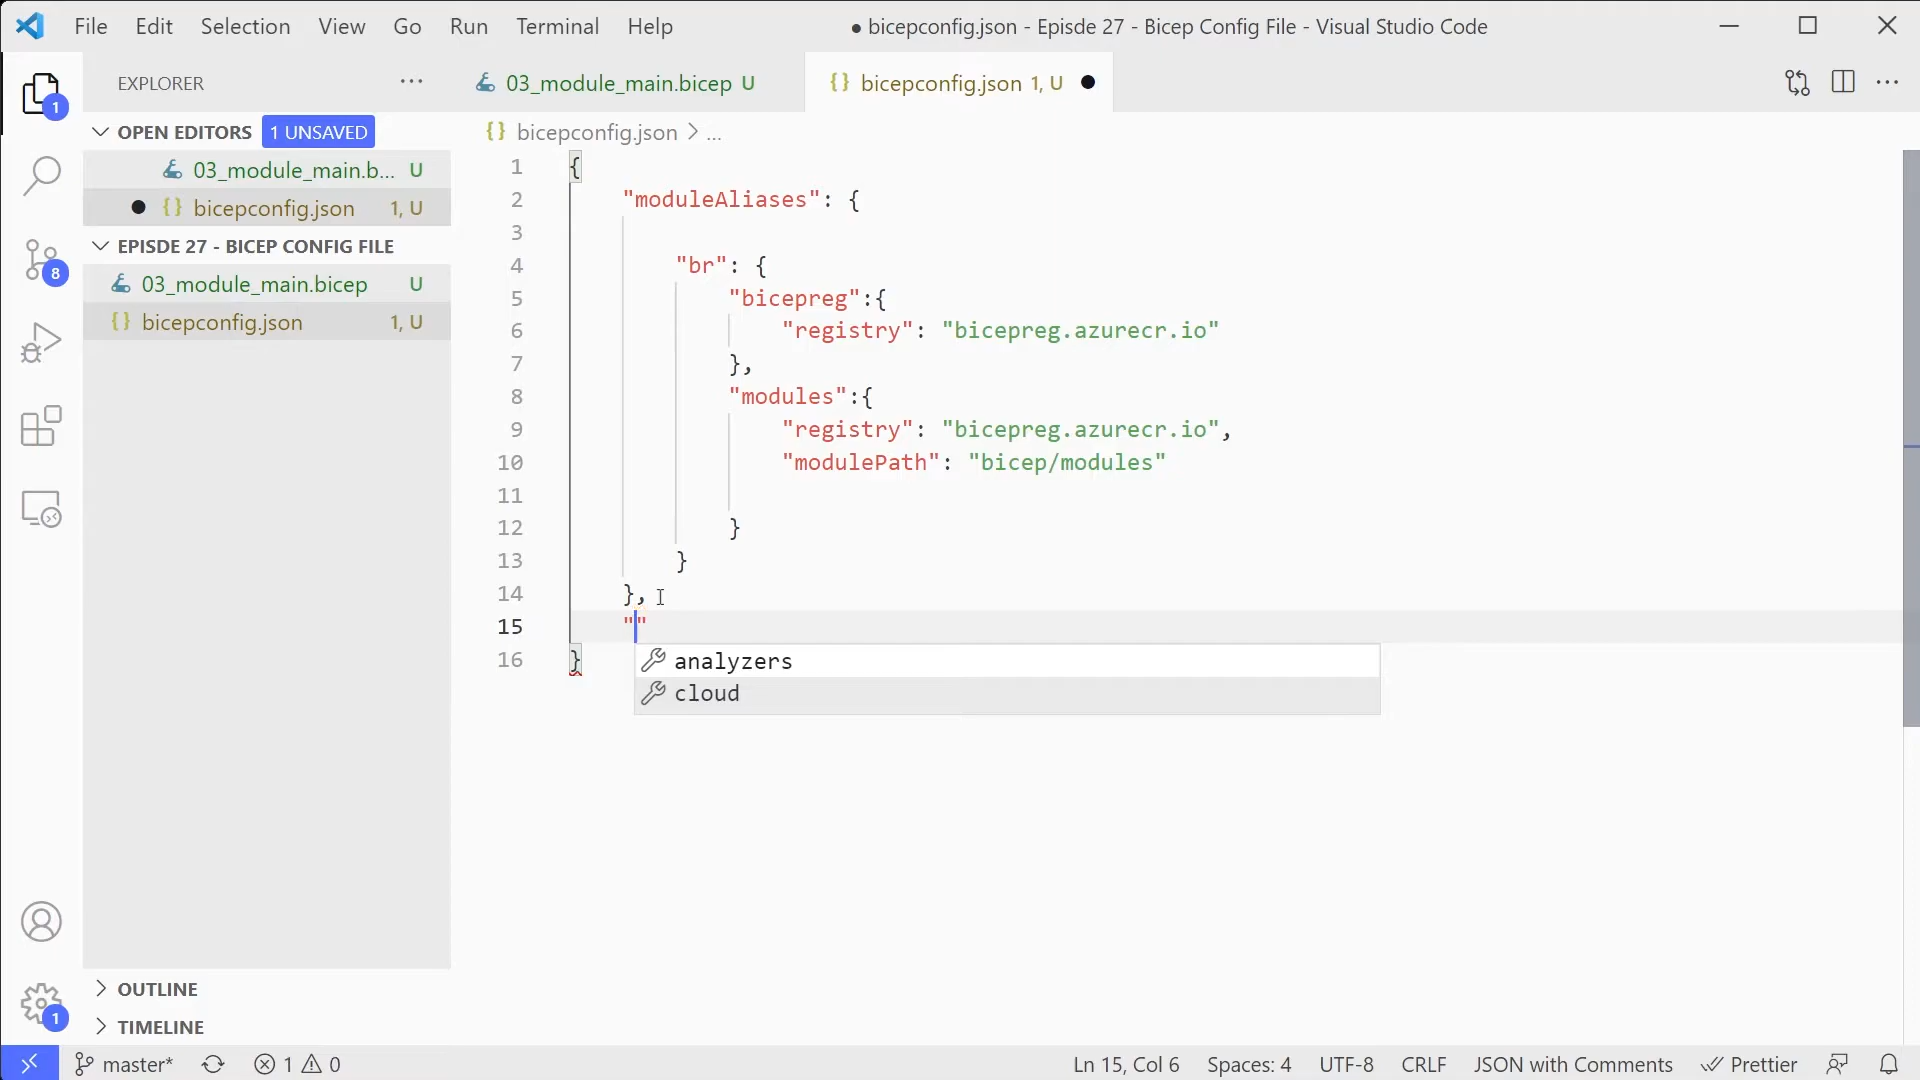 File Edit Selection View Go Run Terminal Help
● bicepconfig.json - Episde 27 - Bicep Config File - Visual Studio Code
EXPLORER
03_module_main.bicep U
bicepconfig.json 1, U
OPEN EDITORS 1 UNSAVED
03_module_main.b... U
bicepconfig.json 1, U
EPISDE 27 - BICEP CONFIG FILE
03_module_main.bicep U
bicepconfig.json 1, U
OUTLINE
TIMELINE
1
8
1
bicepconfig.json > ...
1 {
2 "moduleAliases": {
3
4 "br": {
5 "bicepreg":{
6 "registry": "bicepreg.azurecr.io"
7 },
8 "modules":{
9 "registry": "bicepreg.azurecr.io",
10 "modulePath": "bicep/modules"
11
12 }
13 }
14 },
15 ""
16 }
analyzers
cloud
master* 1 0
Ln 15, Col 6 Spaces: 4 UTF-8 CRLF JSON with Comments Prettier